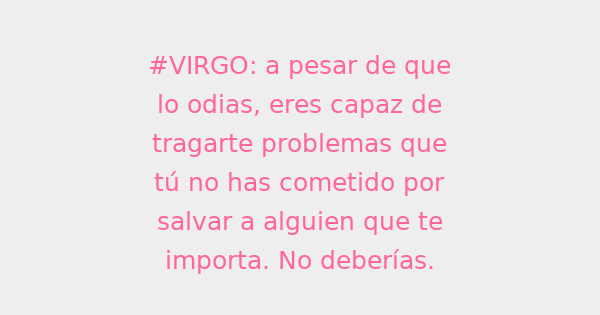 #VIRGO: a pesar de que
lo odias, eres capaz de
tragarte problemas que
tú no has cometido por
salvar a alguien que te
importa. No deberías.